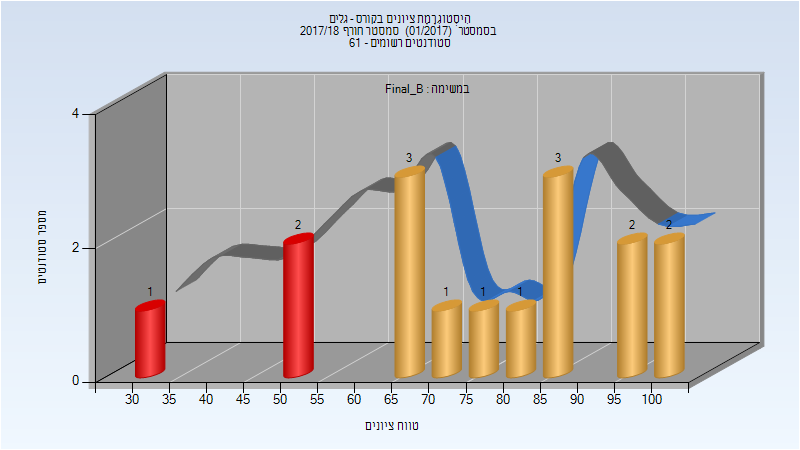 היסטוגרמת ציונים בקורס - גלים
בסמסטר (01/2017) סמסטר חורף 2017/18
סטודנטים רשומים - 61
במשימה : Final_B
מספר סטודנטים
4
2
0
1
2
3
1
1
1
3
2
2
30 35 40 45 50 55 60 65 70 75 80 85 90 95 100
טווח ציונים